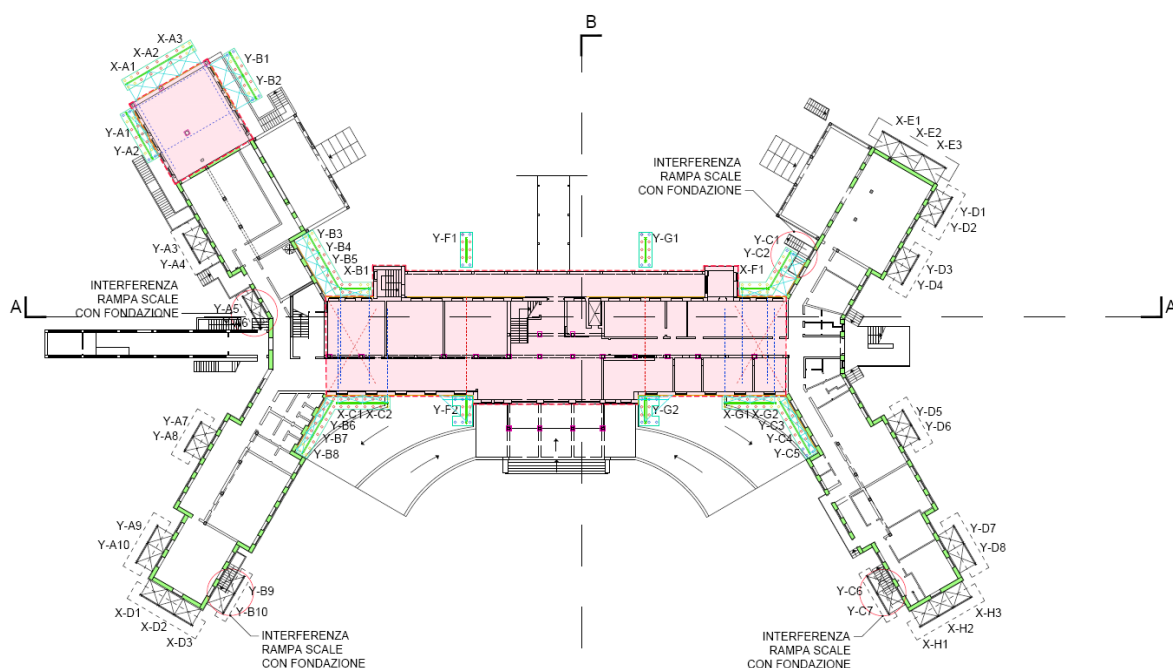 B
X-A3
X-A2
X-A1
Y-B1
Y-B2
Y-A1
Y-A2
X-E1
X-E2
X-E3
INTERFERENZA
RAMPA SCALE
CON FONDAZIONE
Y-D1
Y-D2
Y-A3
Y-A4
Y-B3
Y-B4
Y-B5
X-B1
Y-F1
Y-G1
Y-C1
Y-C2
X-F1
Y-D3
Y-D4
INTERFERENZA
RAMPA SCALE
CON FONDAZIONE
Y-A5
A
A
X-C1 X-C2
Y-B6
Y-B7
Y-B8
Y-F2
Y-G2
X-G1 X-G2
Y-C3
Y-C4
Y-C5
Y-A7
Y-A8
Y-D5
Y-D6
Y-A9
Y-A10
Y-D7
Y-D8
Y-B9
Y-B10
Y-C6
Y-C7
X-D1
X-D2
X-D3
X-H3
X-H2
X-H1
INTERFERENZA
RAMPA SCALE
CON FONDAZIONE
INTERFERENZA
RAMPA SCALE
CON FONDAZIONE